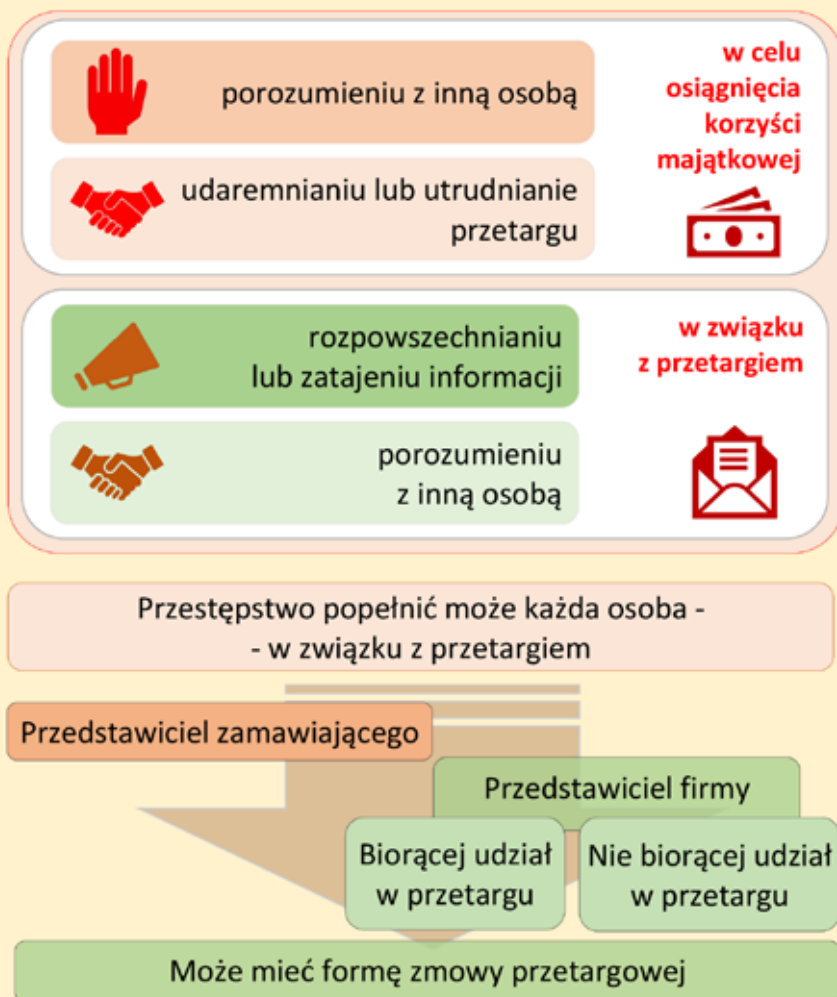 porozumieniu z inną osobą
udaremnianiu lub utrudnianie
przetargu
w celu
osiągnięcia
korzyści
majątkowej
rozpowszechnianiu
lub zatajeniu informacji
porozumieniu
z inną osobą
w związku
z przetargiem
Przestępstwo popełnić może każda osoba -
- w związku z przetargiem
Przedstawiciel zamawiającego
Przedstawiciel firmy
Biorącej udział
w przetargu
Nie biorącej udział
w przetargu
Może mieć formę zmowy przetargowej